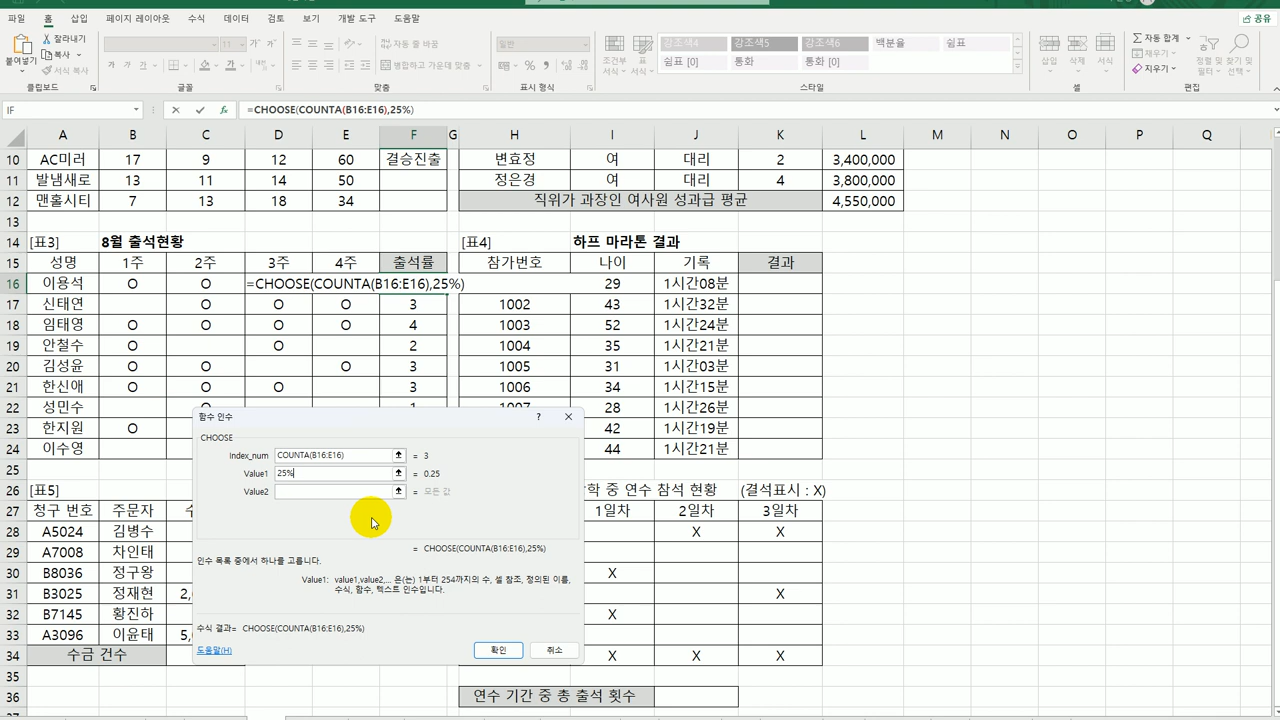 파일 홈 삽입 페이지 레이아웃 수식 데이터 검토 보기 개발 도구 도움말 공유
붙여넣기 잘라내기 복사 서식 복사 11 가 가 가 가 가 자동 줄 바꿈 병합하고 가운데 맞춤 일반 % 조건부 서식 표 서식 강조색4 강조색5 강조색6 백분율 쉼표 쉼표 [0] 통화 통화 [0] 삽입 삭제 서식 자동 합계 채우기 지우기 정렬 및 필터 찾기 및 선택
클립보드 글꼴 맞춤 표시 형식 스타일 셀 편집
IF fx =CHOOSE(COUNTA(B16:E16),25%)
A B C D E F G H I J K L M N O P Q R
10 AC미러 17 9 12 60 결승진출 변효정 여 대리 2 3,400,000
11 발냄새로 13 11 14 50 정은경 여 대리 4 3,800,000
12 맨홀시티 7 13 18 34 직위가 과장인 여사원 성과급 평균 4,550,000
13
14 [표3] 8월 출석현황 [표4] 하프 마라톤 결과
15 성명 1주 2주 3주 4주 출석률 참가번호 나이 기록 결과
16 이용석 O O =CHOOSE(COUNTA(B16:E16),25%) 29 1시간08분
17 신태연 O O O 3 1002 43 1시간32분
18 임태영 O O O O 4 1003 52 1시간24분
19 안철수 O O 2 1004 35 1시간21분
20 김성윤 O O O 3 1005 31 1시간03분
21 한신애 O O O 3 1006 34 1시간15분
22 성민수 O 1 1007 28 1시간26분
23 한지원 O 42 1시간19분
24 이수영 44 1시간29분
25
26 [표5] 학 중 연수 참석 현황 (결석표시 : X)
27 청구 번호 주문자 1일차 2일차 3일차
28 A5024 김병수 X X
29 A7008 차인태
30 B8036 정구왕 X
31 B3025 정재현 2, X
32 B7145 황진하 X
33 A3096 이윤태 5,
34 수금 건수 X X X
35
36 연수 기간 중 총 출석 횟수
함수 인수 ? ×
CHOOSE
Index_num COUNTA(B16:E16) = 3
Value1 25% = 0.25
Value2 = 모든 값
= CHOOSE(COUNTA(B16:E16),25%)
인수 목록 중에서 하나를 고릅니다.
Value1: value1,value2,... 은(는) 1부터 254까지의 수, 셀 참조, 정의된 이름,
수식, 함수, 텍스트 인수입니다.
수식 결과= CHOOSE(COUNTA(B16:E16),25%)
도움말(H) 확인 취소